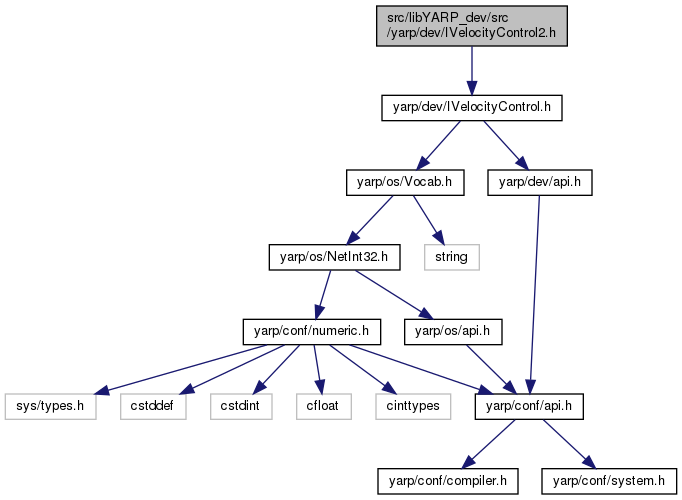 src/libYARP_dev/src
/yarp/dev/IVelocityControl2.h
yarp/dev/IVelocityControl.h
yarp/os/Vocab.h
yarp/dev/api.h
yarp/os/NetInt32.h
string
yarp/conf/numeric.h
yarp/os/api.h
sys/types.h
cstddef
cstdint
cfloat
cinttypes
yarp/conf/api.h
yarp/conf/compiler.h
yarp/conf/system.h